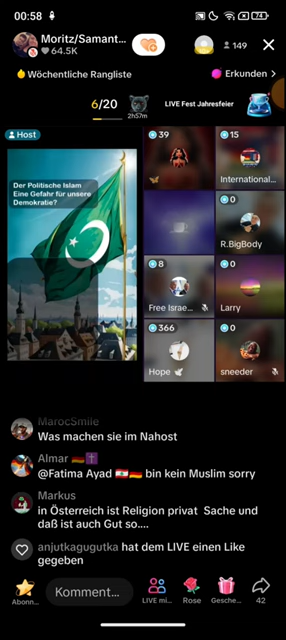 00:58
74
Moritz/Samant...
64.5K
149
Wöchentliche Rangliste
Erkunden >
6/20
2h57m
LIVE Fest Jahresfeier
Host
Der Politische Islam
Eine Gefahr für unsere
Demokratie?
39
15
International...
0
R.BigBody
8
Free Israe...
0
Larry
366
Hope
0
sneeder
MarocSmile
Was machen sie im Nahost
Almar
@Fatima Ayad 🇱🇧🇩🇪 bin kein Muslim sorry
Markus
in Österreich ist Religion privat Sache und
daß ist auch Gut so....
anjutkagugutka hat dem LIVE einen Like
gegeben
Abonn...
Kommentar...
LIVE mi...
Rose
Gesche...
42